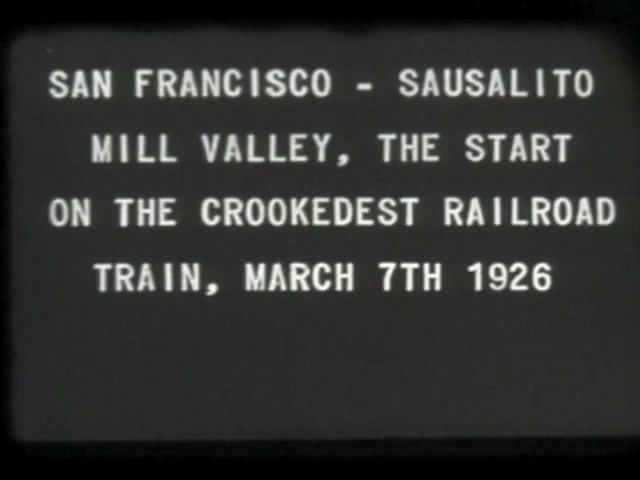 SAN FRANCISCO - SAUSALITO
MILL VALLEY, THE START
ON THE CROOKEDEST RAILROAD
TRAIN, MARCH 7TH 1926